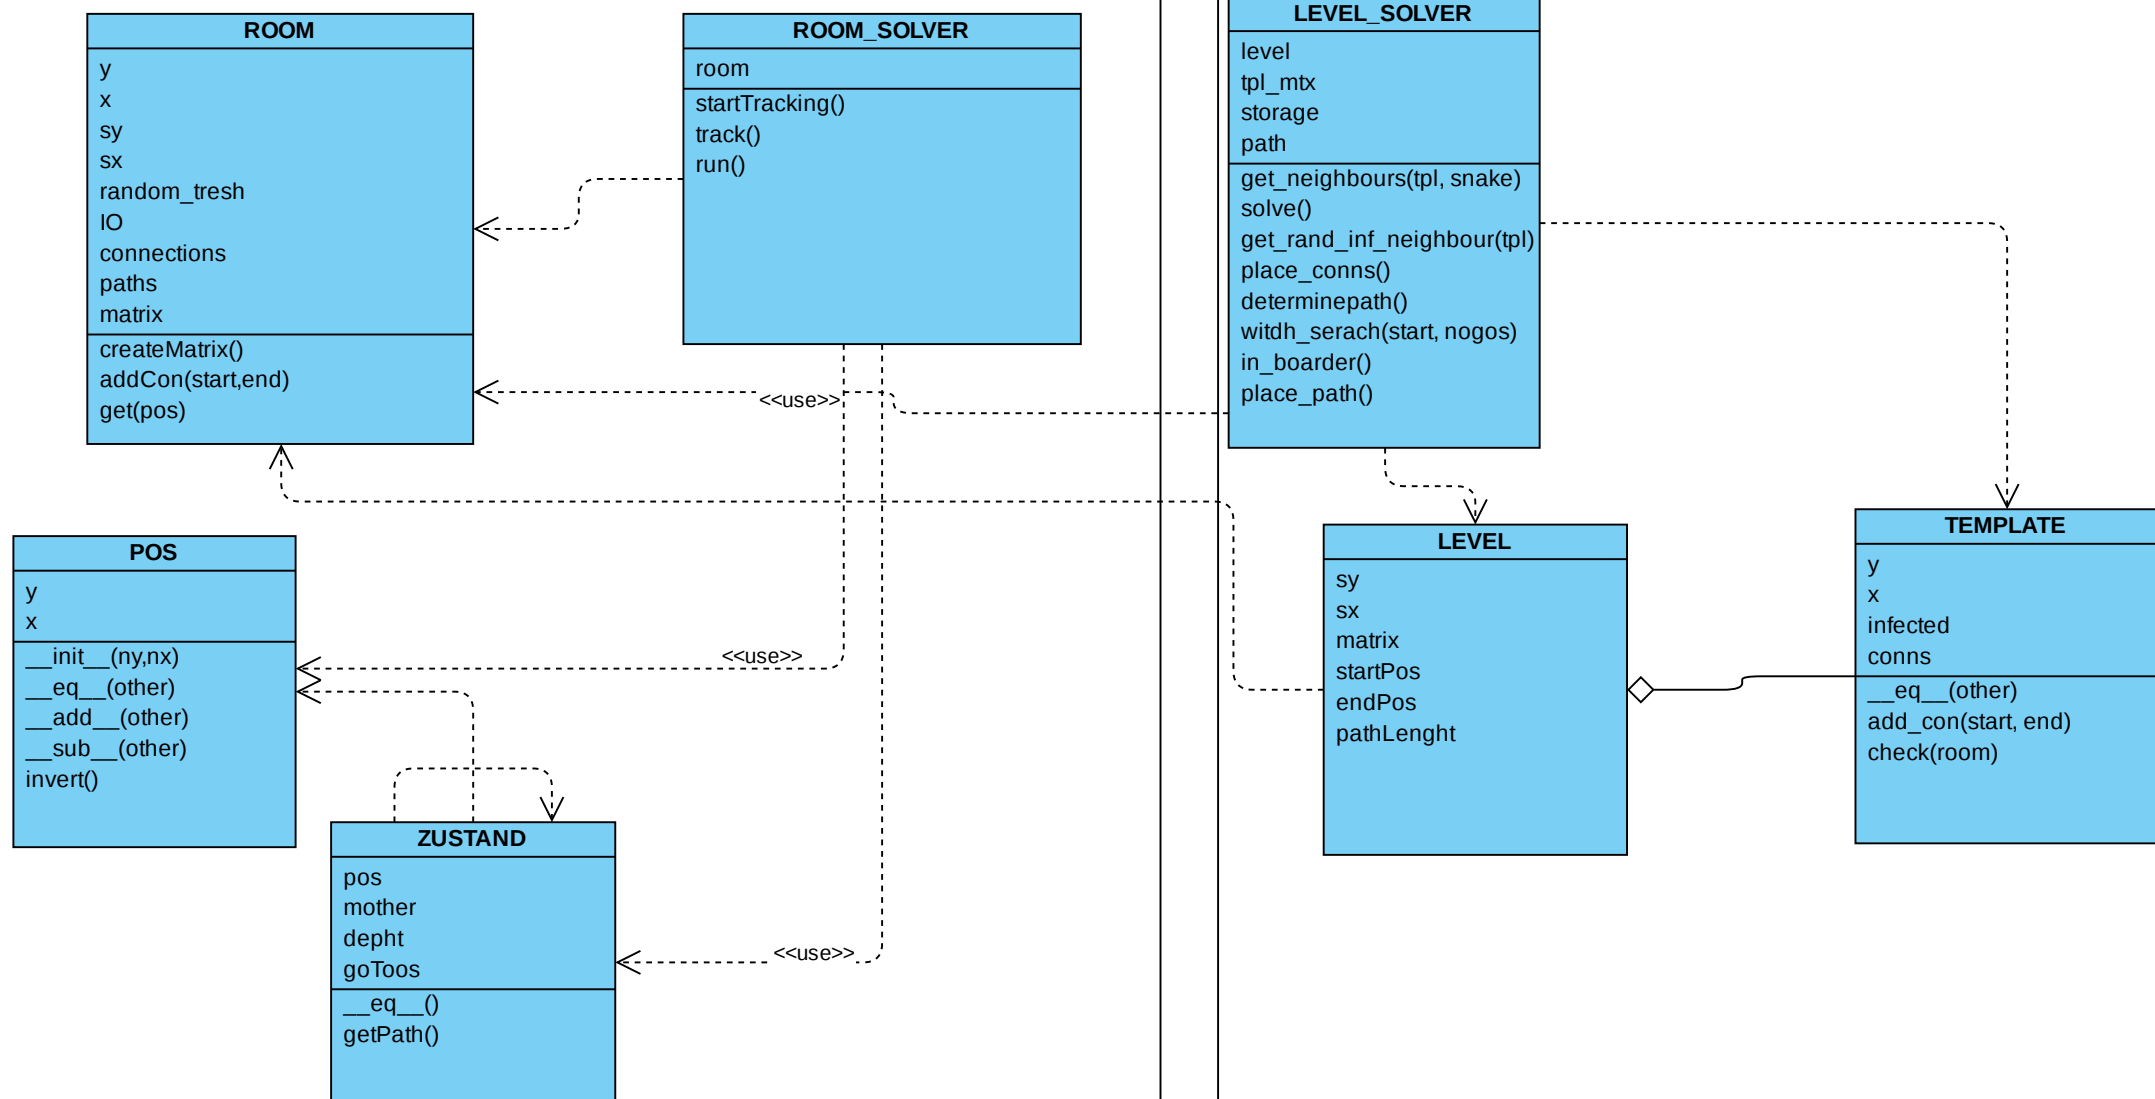 ROOM
y
x
sy
sx
random_tresh
IO
connections
paths
matrix
createMatrix()
addCon(start,end)
get(pos)
ROOM_SOLVER
room
startTracking()
track()
run()
LEVEL_SOLVER
level
tpl_mtx
storage
path
get_neighbours(tpl, snake)
solve()
get_rand_inf_neighbour(tpl)
place_conns()
determinepath()
witdh_serach(start, nogos)
in_boarder()
place_path()
<<use>>
POS
y
x
__init__(ny,nx)
__eq__(other)
__add__(other)
__sub__(other)
invert()
<<use>>
LEVEL
sy
sx
matrix
startPos
endPos
pathLenght
TEMPLATE
y
x
infected
conns
__eq__(other)
add_con(start, end)
check(room)
ZUSTAND
pos
mother
depht
goToos
__eq__()
getPath()
<<use>>